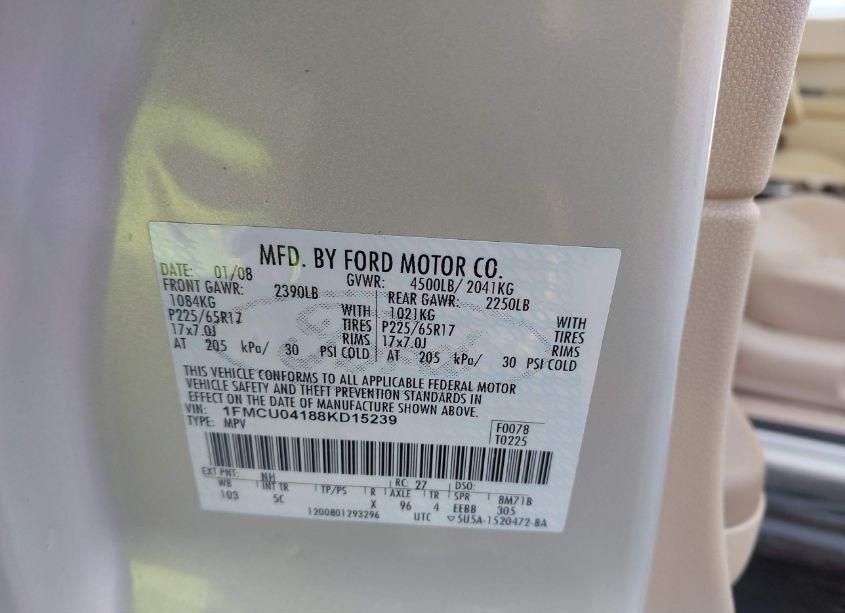 MFD. BY FORD MOTOR CO.
DATE: 01/08 GVWR: 4500LB/ 2041KG
FRONT GAWR: 2390LB REAR GAWR: 2250LB
1084KG WITH 1021KG WITH
P225/65R17 TIRES P225/65R17 TIRES
17x7.0J RIMS 17x7.0J RIMS
AT 205 kPa/ 30 PSI COLD AT 205 kPa/ 30 PSI COLD
THIS VEHICLE CONFORMS TO ALL APPLICABLE FEDERAL MOTOR
VEHICLE SAFETY AND THEFT PREVENTION STANDARDS IN
EFFECT ON THE DATE OF MANUFACTURE SHOWN ABOVE.
VIN: 1FMCU04188KD15239
TYPE: MPV
F0078
T0225
EXT PNT: NH RC: 27 DSO:
WB INT TR TP/PS R AXLE TR SPR 8M71B
103 5C X 96 4 EEBB 305
1200801293296 UTC ▽5U5A-1520472-BA